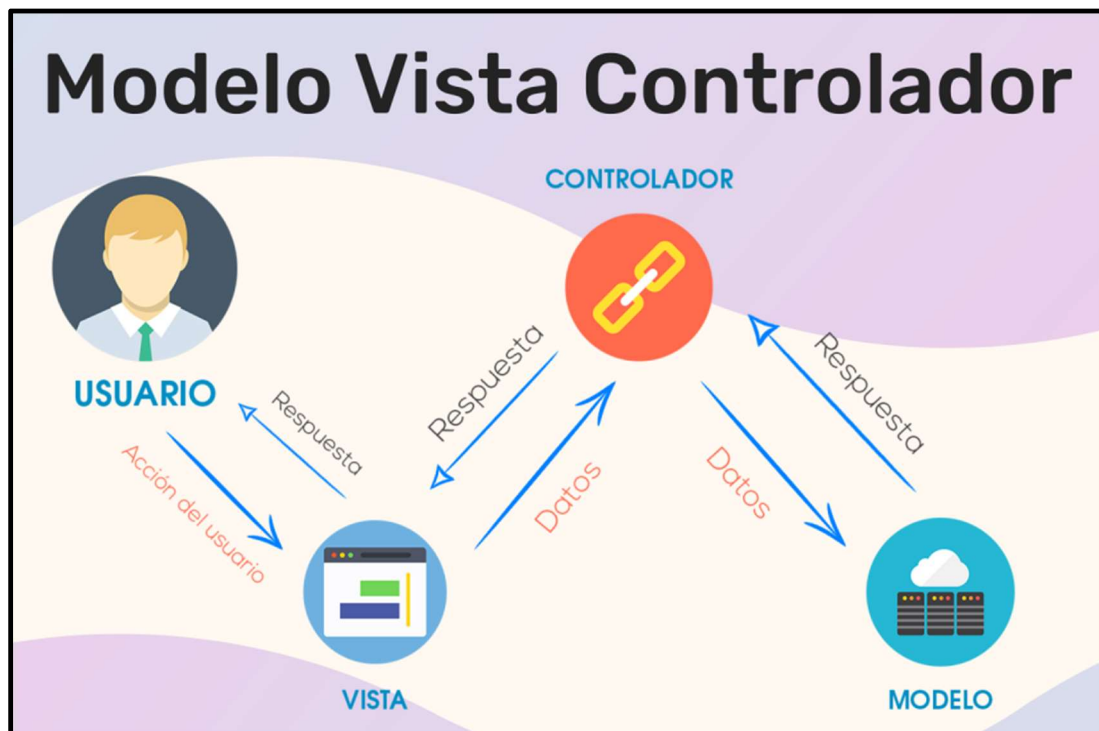 Modelo Vista Controlador
CONTROLADOR
USUARIO
Respuesta
Acción del usuario
Respuesta
Datos
Respuesta
Datos
VISTA
MODELO